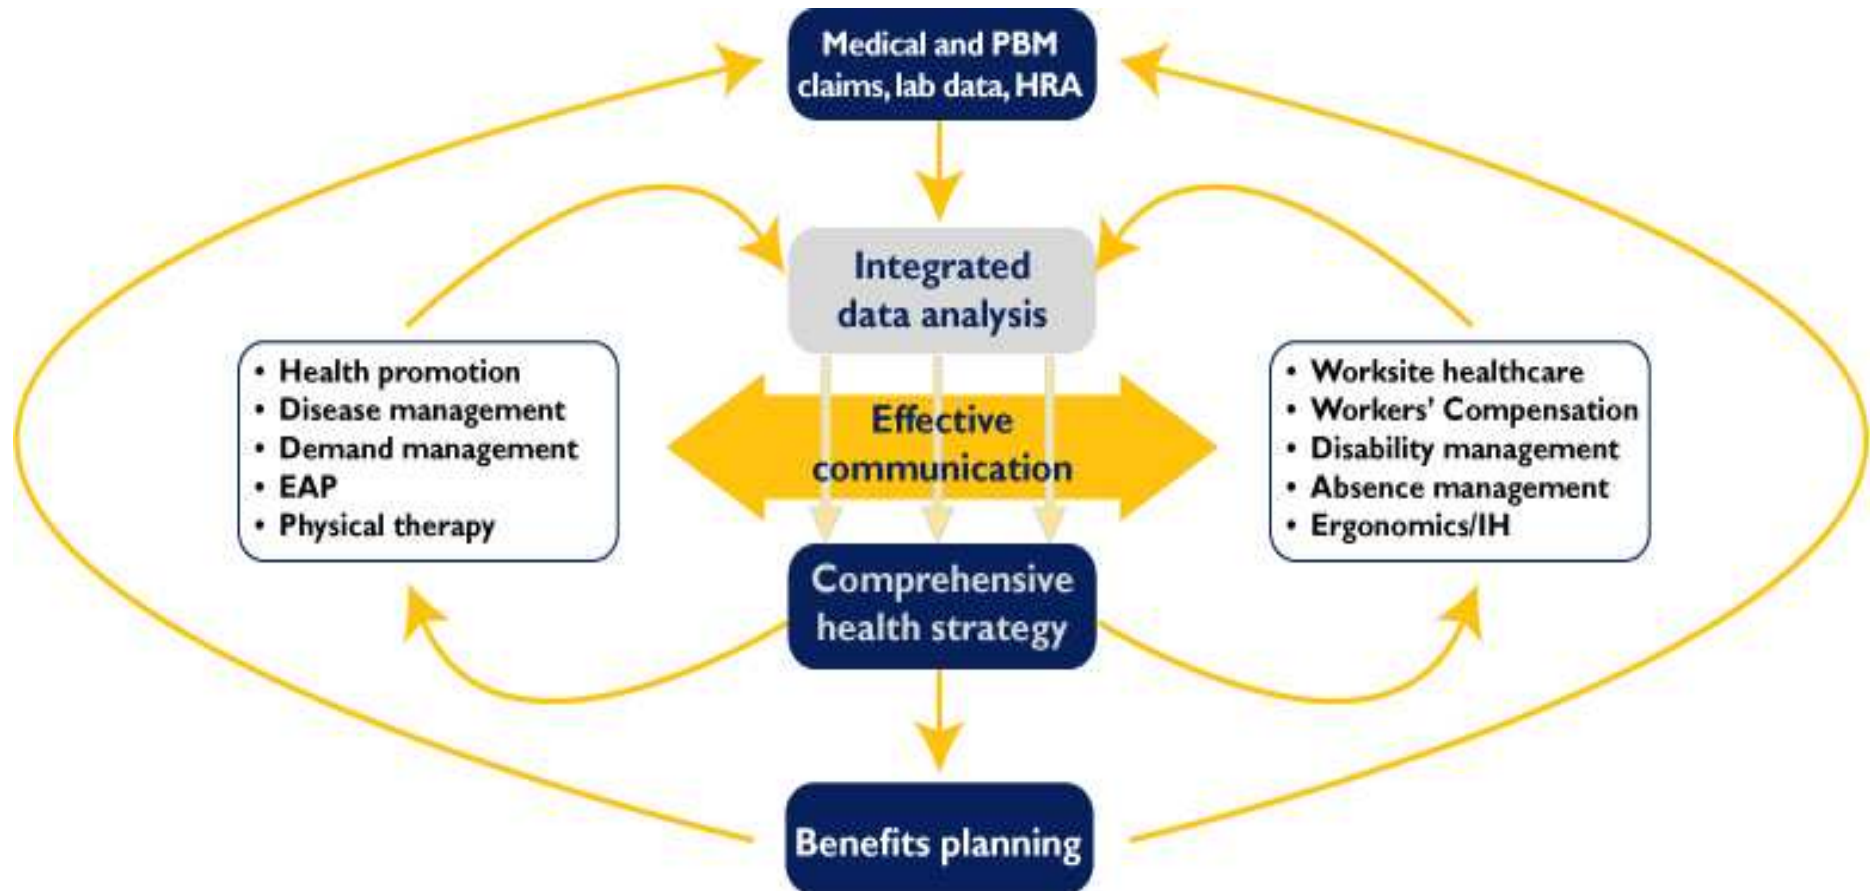 Medical and PBM
claims, lab data, HRA
Integrated
data analysis
• Health promotion
• Disease management
• Demand management
• EAP
• Physical therapy
Effective
communication
• Worksite healthcare
• Workers’ Compensation
• Disability management
• Absence management
• Ergonomics/IH
Comprehensive
health strategy
Benefits planning